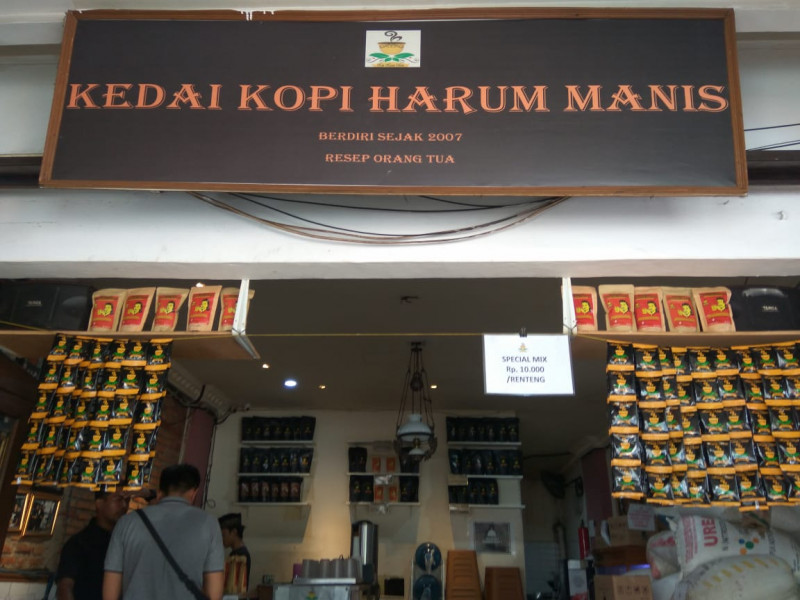 KEDAI KOPI HARUM MANIS
BERDIRI SEJAK 2007
RESEP ORANG TUA
SPECIAL MIX
Rp. 10.000
/RENTENG